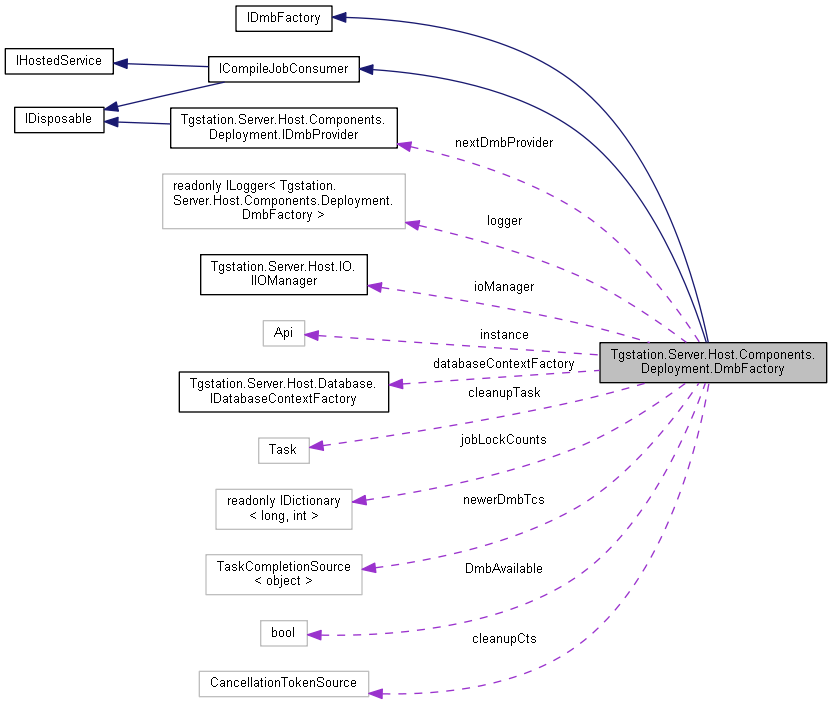 IDmbFactory
IHostedService
ICompileJobConsumer
IDisposable
Tgstation.Server.Host.Components.
Deployment.IDmbProvider
nextDmbProvider
readonly ILogger< Tgstation.
Server.Host.Components.Deployment.
DmbFactory >
logger
Tgstation.Server.Host.IO.
IIOManager
ioManager
Api
instance
Tgstation.Server.Host.Components.
Deployment.DmbFactory
databaseContextFactory
Tgstation.Server.Host.Database.
IDatabaseContextFactory
cleanupTask
Task
jobLockCounts
readonly IDictionary
< long, int >
newerDmbTcs
TaskCompletionSource
< object >
DmbAvailable
bool
cleanupCts
CancellationTokenSource